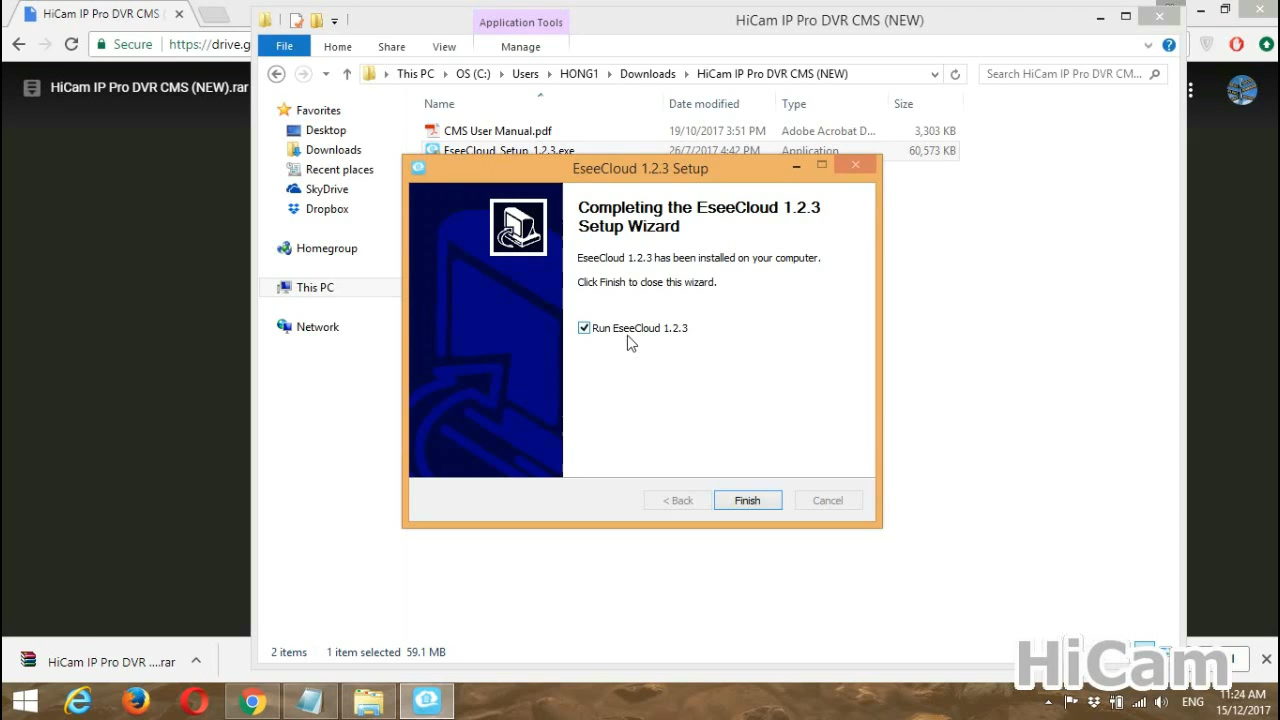 HiCam IP Pro DVR CMS (
Secure
https://drive.g
HiCam IP Pro DVR CMS (NEW).rar
Application Tools
HiCam IP Pro DVR CMS (NEW)
File
Home
Share
View
Manage
This PC
OS (C:)
Users
HONG1
Downloads
HiCam IP Pro DVR CMS (NEW)
Search HiCam IP Pro DVR CM...
Name
Date modified
Type
Size
Favorites
Desktop
Downloads
Recent places
SkyDrive
Dropbox
Homegroup
This PC
Network
CMS User Manual.pdf
19/10/2017 3:51 PM
Adobe Acrobat D...
3,303 KB
EseeCloud_Setup_1.2.3.exe
26/7/2017 4:42 PM
Application
60,573 KB
EseeCloud 1.2.3 Setup
Completing the EseeCloud 1.2.3
Setup Wizard
EseeCloud 1.2.3 has been installed on your computer.
Click Finish to close this wizard.
Run EseeCloud 1.2.3
< Back
Finish
Cancel
2 items
1 item selected
59.1 MB
HiCam IP Pro DVR ....rar
HiCam
ENG
11:24 AM
15/12/2017